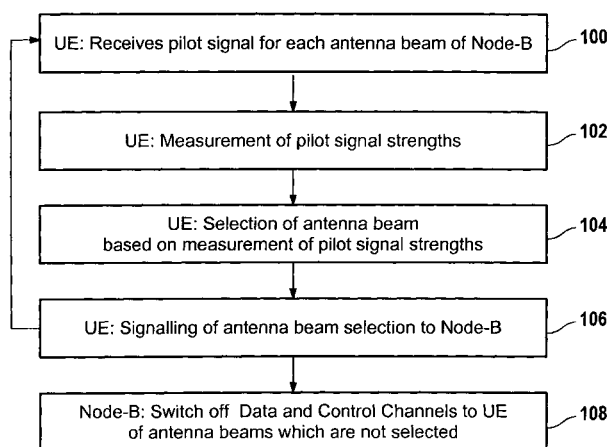 UE: Receives pilot signal for each antenna beam of Node-B
100
UE: Measurement of pilot signal strengths
102
UE: Selection of antenna beam
based on measurement of pilot signal strengths
104
UE: Signalling of antenna beam selection to Node-B
106
Node-B: Switch off Data and Control Channels to UE
of antenna beams which are not selected
108